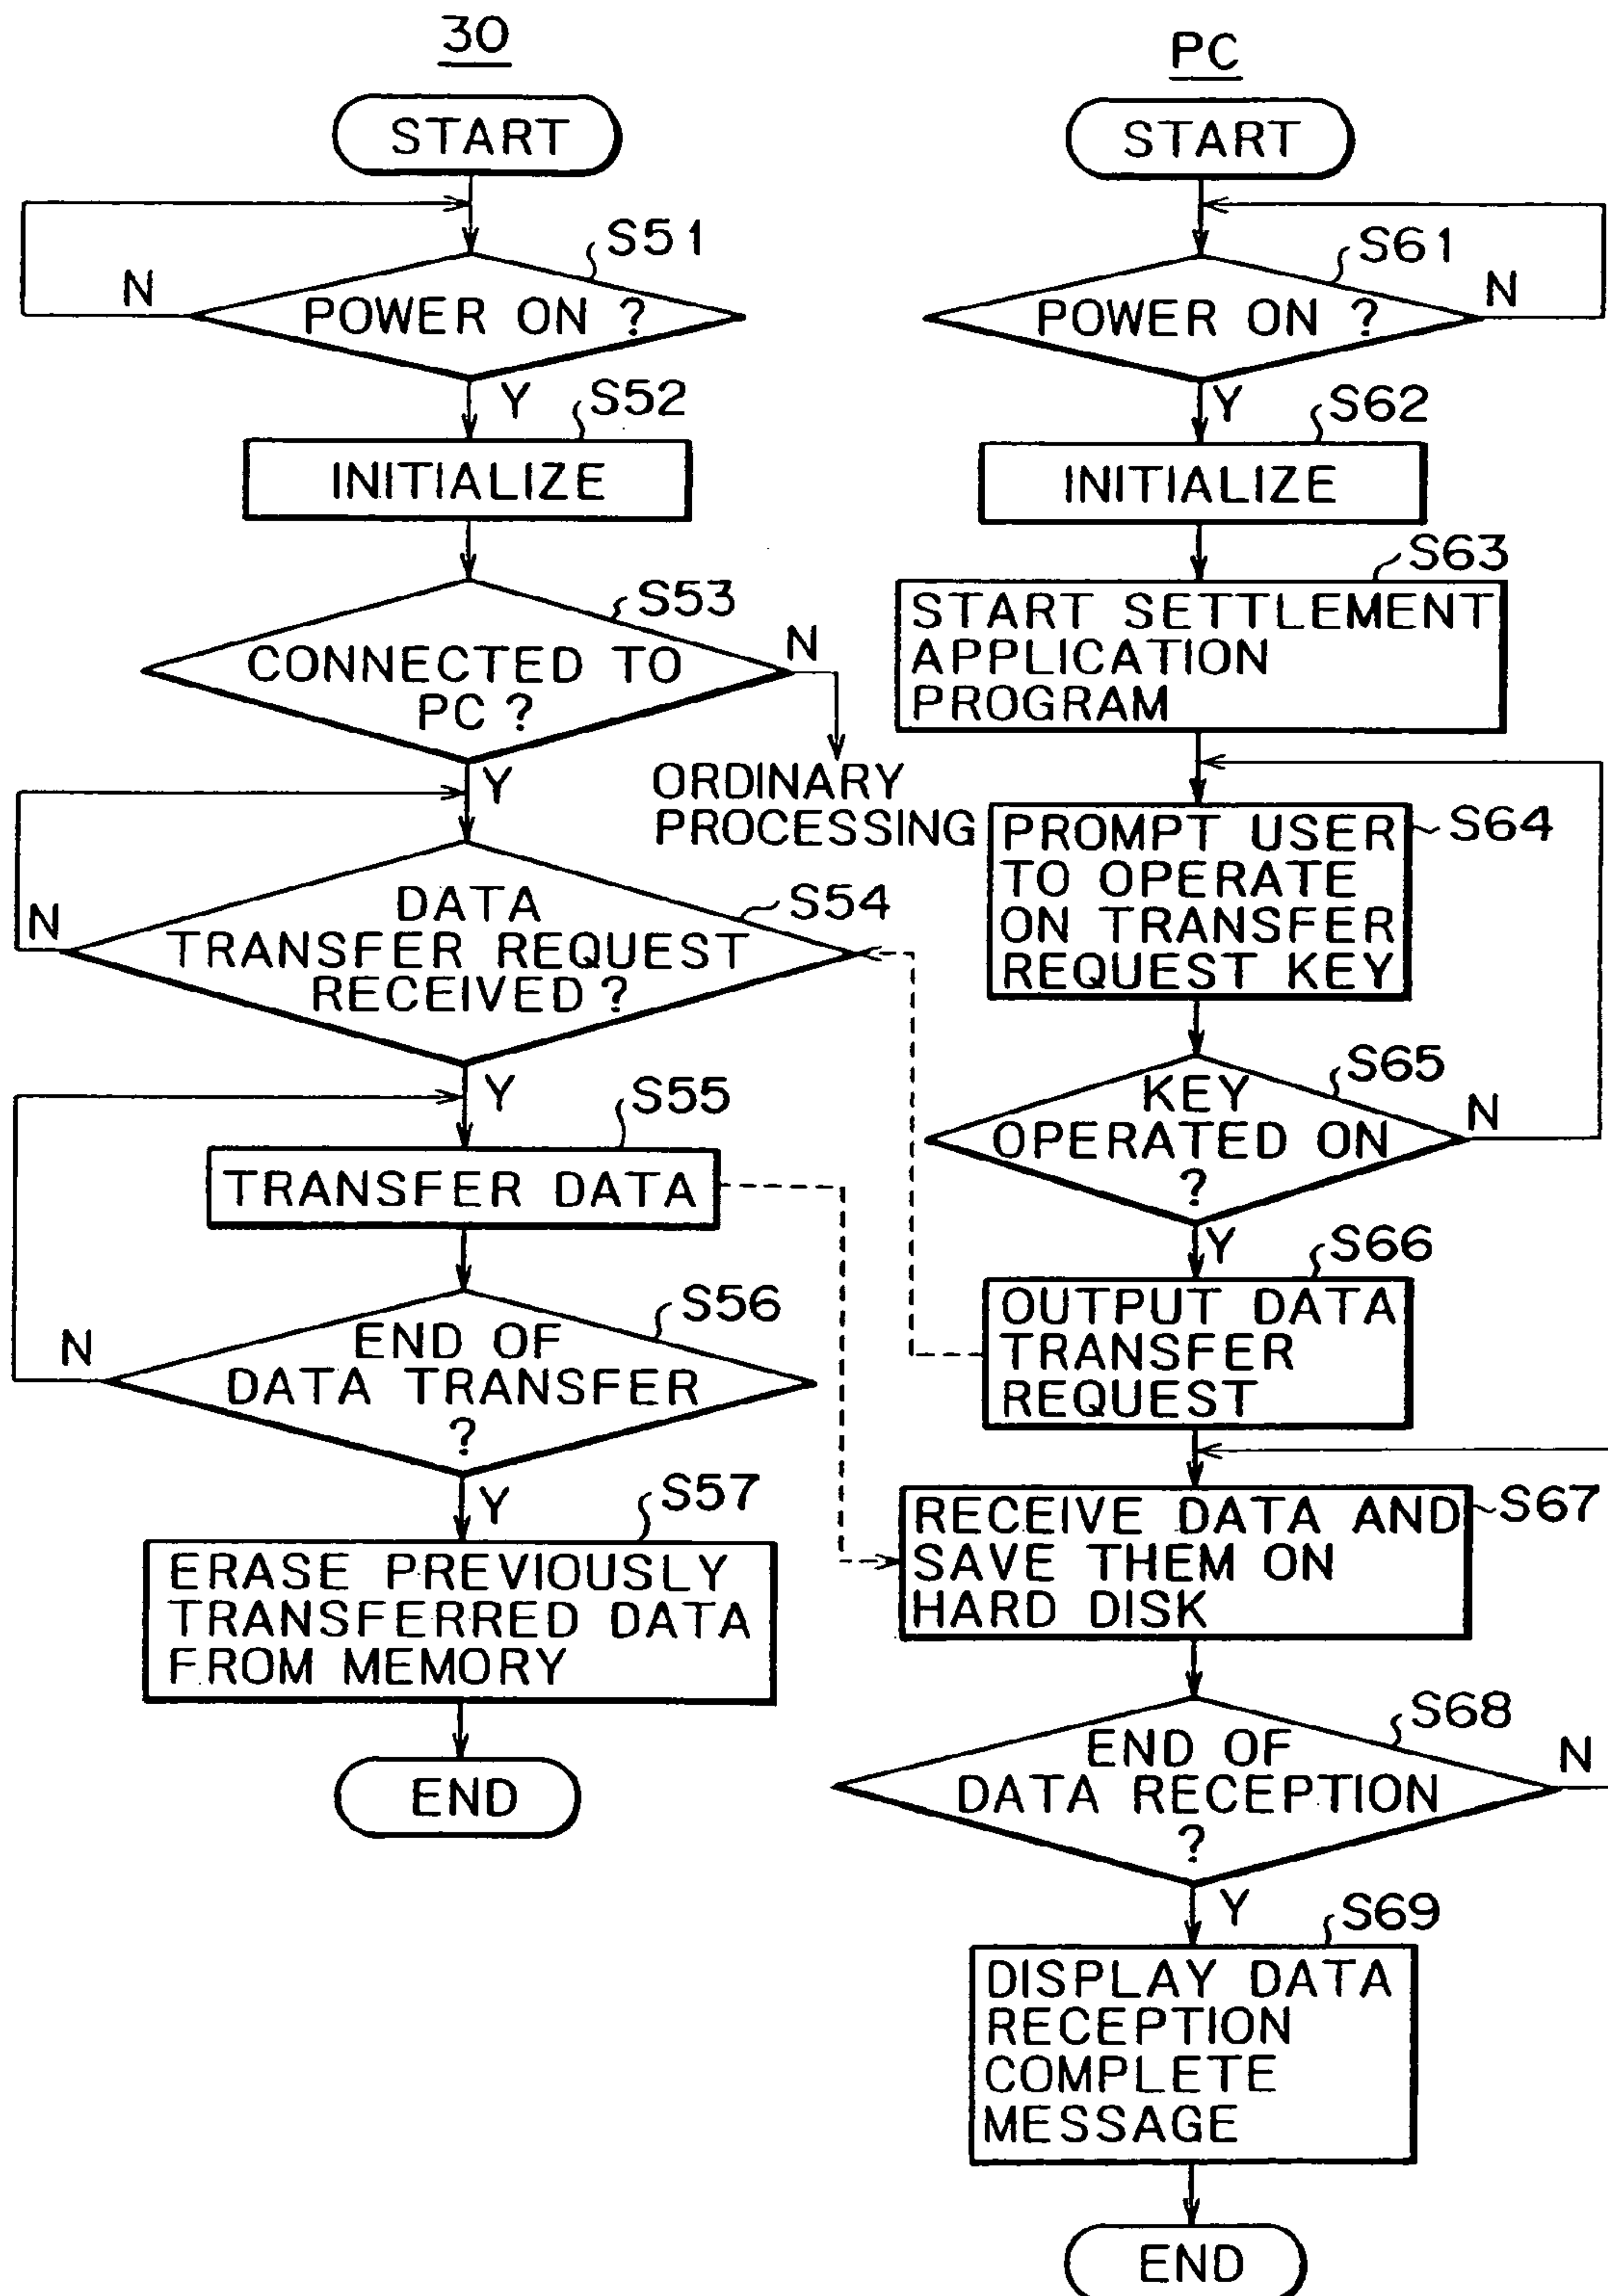 30
START
S51
N
POWER ON ?
Y
S52
INITIALIZE
S53
CONNECTED TO
PC ?
N
Y
ORDINARY
PROCESSING
S54
N
DATA
TRANSFER REQUEST
RECEIVED ?
Y
S55
TRANSFER DATA
S56
N
END OF
DATA TRANSFER
?
Y
S57
ERASE PREVIOUSLY
TRANSFERRED DATA
FROM MEMORY
END
PC
START
S61
POWER ON ?
N
Y
S62
INITIALIZE
S63
START SETTLEMENT
APPLICATION
PROGRAM
S64
PROMPT USER
TO OPERATE
ON TRANSFER
REQUEST KEY
S65
KEY
OPERATED ON
?
N
Y
S66
OUTPUT DATA
TRANSFER
REQUEST
S67
RECEIVE DATA AND
SAVE THEM ON
HARD DISK
S68
END OF
DATA RECEPTION
?
N
Y
S69
DISPLAY DATA
RECEPTION
COMPLETE
MESSAGE
END